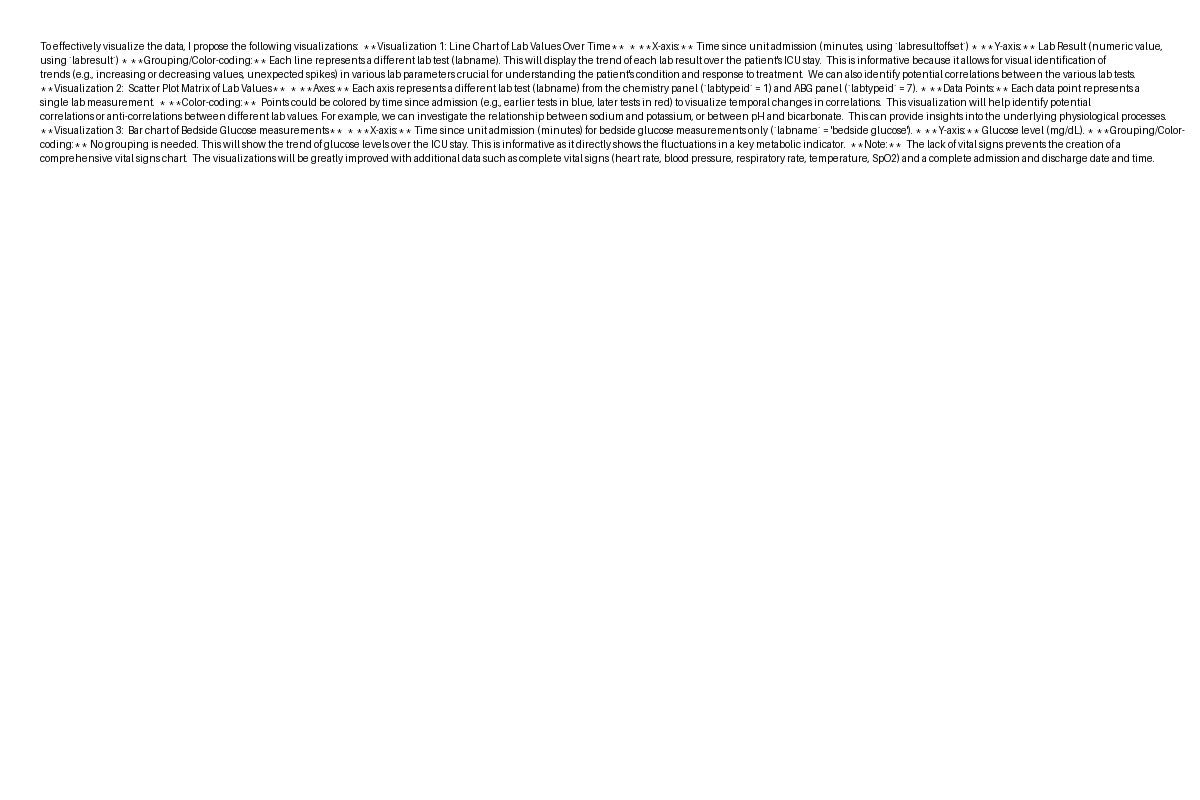 To effectively visualize the data, I propose the following visualizations:  **Visualization 1: Line Chart of Lab Values Over Time**  * **X-axis:** Time since unit admission (minutes, using `labresultoffset`) * **Y-axis:** Lab Result (numeric value,
using `labresult`) * **Grouping/Color-coding:** Each line represents a different lab test (labname). This will display the trend of each lab result over the patient's ICU stay.  This is informative because it allows for visual identification of
trends (e.g., increasing or decreasing values, unexpected spikes) in various lab parameters crucial for understanding the patient's condition and response to treatment.  We can also identify potential correlations between the various lab tests.
**Visualization 2:  Scatter Plot Matrix of Lab Values**  * **Axes:** Each axis represents a different lab test (labname) from the chemistry panel (`labtypeid` = 1) and ABG panel (`labtypeid` = 7). * **Data Points:** Each data point represents a
single lab measurement.  * **Color-coding:**  Points could be colored by time since admission (e.g., earlier tests in blue, later tests in red) to visualize temporal changes in correlations.  This visualization will help identify potential
correlations or anti-correlations between different lab values. For example, we can investigate the relationship between sodium and potassium, or between pH and bicarbonate.  This can provide insights into the underlying physiological processes.
**Visualization 3:  Bar chart of Bedside Glucose measurements**  * **X-axis:** Time since unit admission (minutes) for bedside glucose measurements only (`labname` = 'bedside glucose'). * **Y-axis:** Glucose level (mg/dL). * **Grouping/Color-
coding:** No grouping is needed. This will show the trend of glucose levels over the ICU stay. This is informative as it directly shows the fluctuations in a key metabolic indicator.  **Note:**  The lack of vital signs prevents the creation of a
comprehensive vital signs chart.  The visualizations will be greatly improved with additional data such as complete vital signs (heart rate, blood pressure, respiratory rate, temperature, SpO2) and a complete admission and discharge date and time.